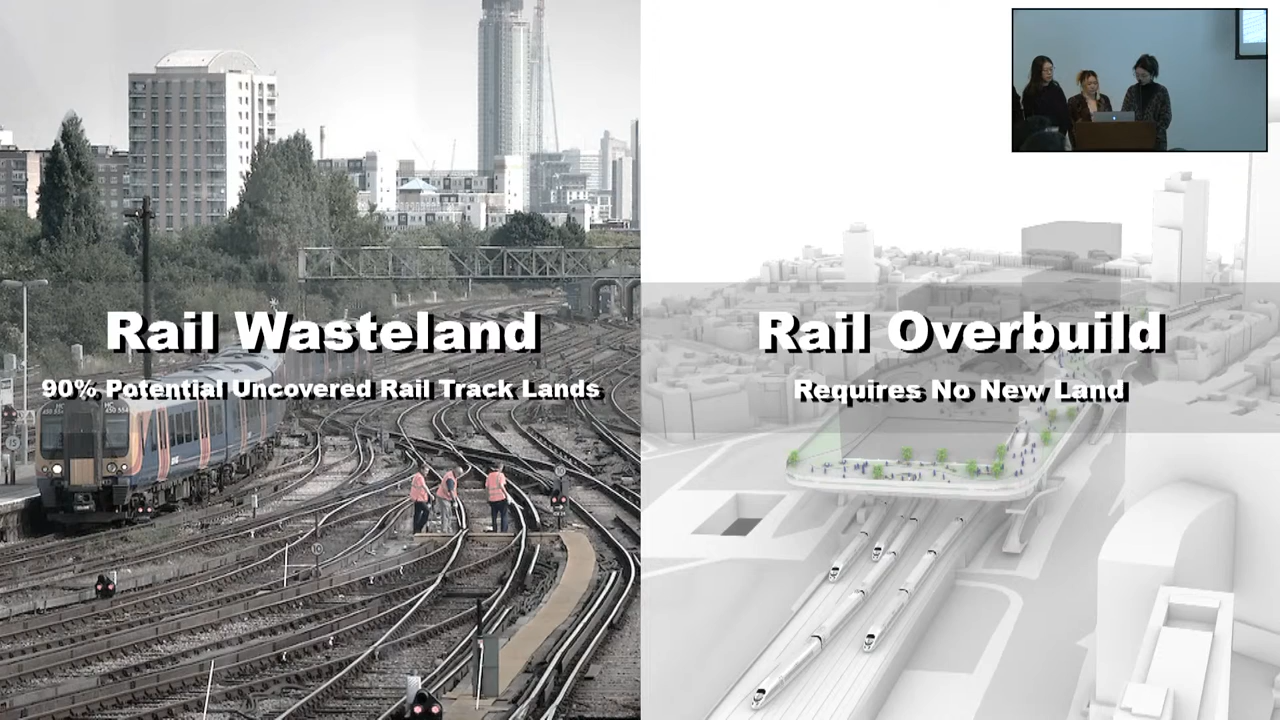 Rail Wasteland
90% Potential Uncovered Rail Track Lands
Rail Overbuild
Requires No New Land